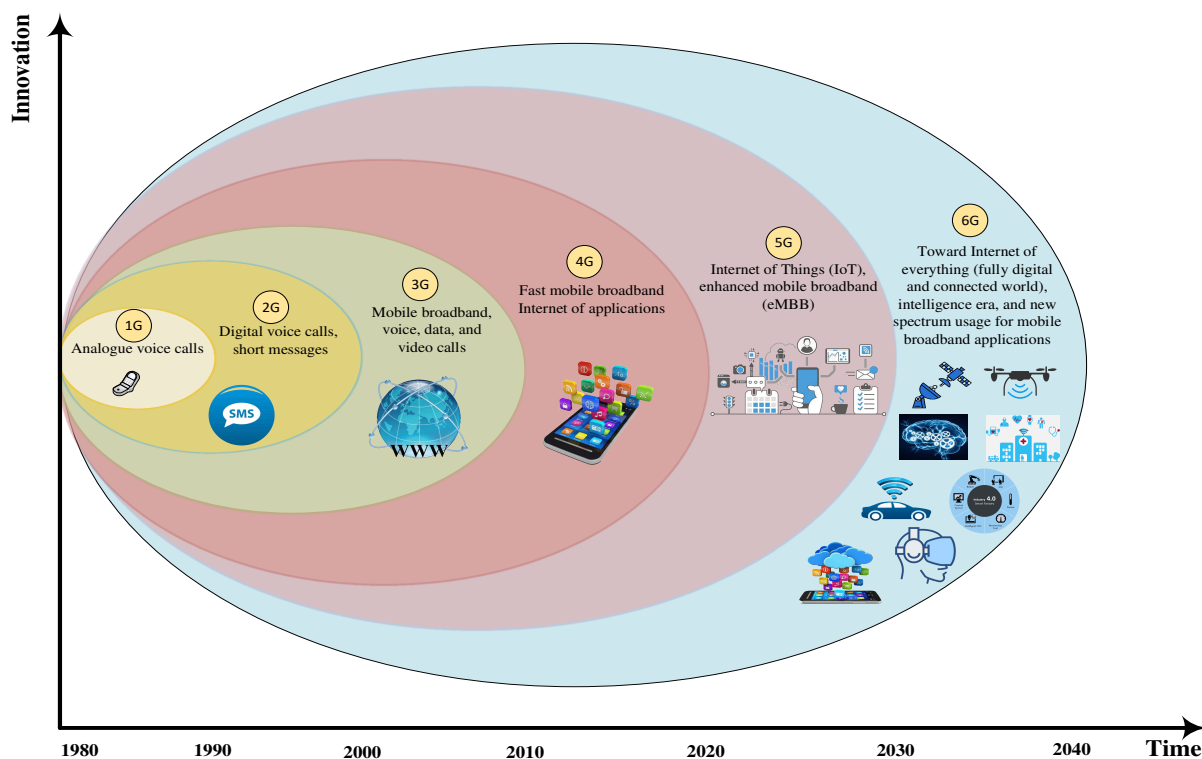 Innovation
6G
Toward Internet of
everything (fully digital
and connected world),
intelligence era, and new
spectrum usage for mobile
broadband applications
5G
Internet of Things (IoT),
enhanced mobile broadband
(eMBB)
4G
Fast mobile broadband
Internet of applications
3G
Mobile broadband,
voice, data, and
video calls
2G
Digital voice calls,
short messages
1G
Analogue voice calls
SMS
WWW
Industry 4.0
1980
1990
2000
2010
2020
2030
2040
Time